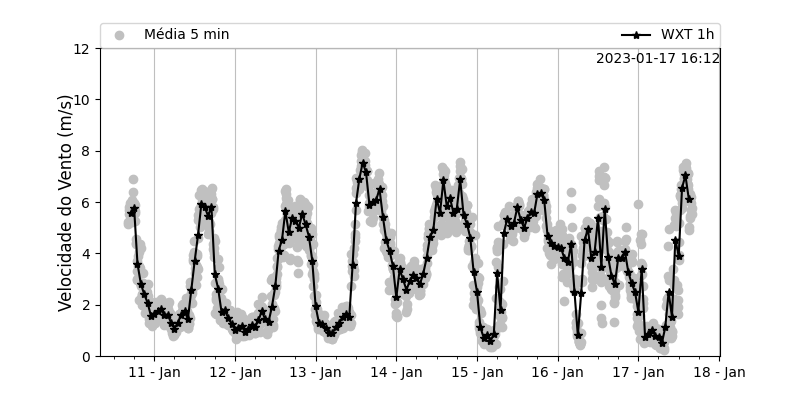 Média 5 min
WXT 1h
2023-01-17 16:12
Velocidade do Vento (m/s)
12
10
8
6
4
2
0
11 - Jan
12 - Jan
13 - Jan
14 - Jan
15 - Jan
16 - Jan
17 - Jan
18 - Jan